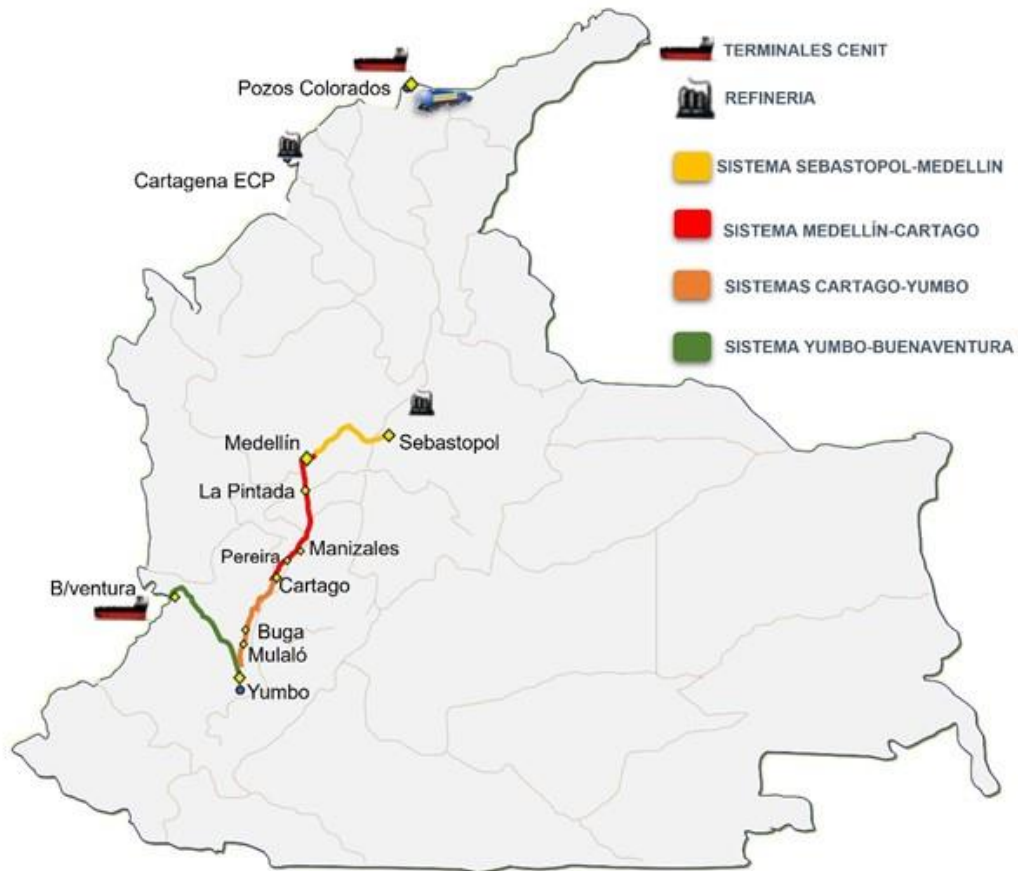 TERMINALES CENIT
Pozos Colorados
REFINERIA
Cartagena ECP
SISTEMA SEBASTOPOL-MEDELLIN
SISTEMA MEDELLÍN-CARTAGO
SISTEMAS CARTAGO-YUMBO
SISTEMA YUMBO-BUENAVENTURA
Medellín
Sebastopol
La Pintada
Manizales
Pereira
Cartago
B/ventura
Buga
Mulaló
Yumbo